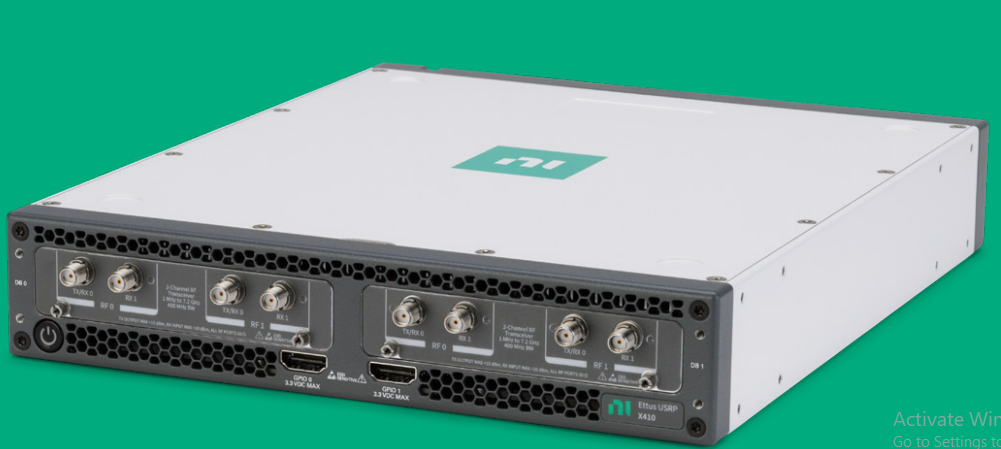 DB 0
TX/RX 0
RX 1
RF 0
2-Channel RF
Transceiver
1 MHz to 7.2 GHz
400 MHz BW
TX/RX 0
RX 1
RF 1
GPIO 0
3.3 VDC MAX
ESD
SENSITIVE
GPIO 1
3.3 VDC MAX
TX/RX 0
RX 1
RF 0
2-Channel RF
Transceiver
1 MHz to 7.2 GHz
400 MHz BW
TX/RX 0
RX 1
RF 1
DB 1
ni
ni
Ettus USRP
X410
Activate Win
Go to Settings to